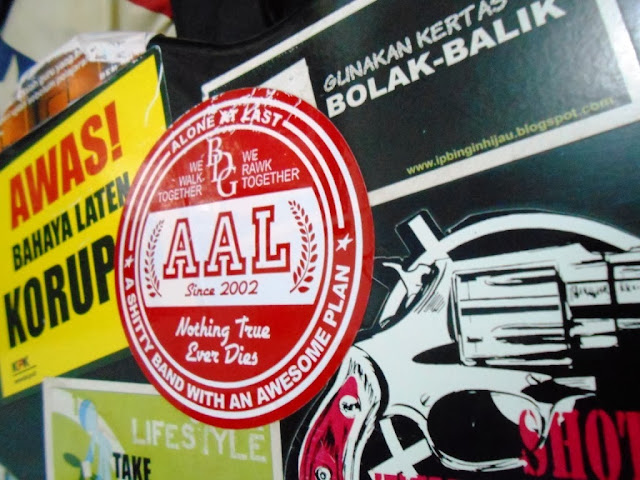 GUNAKAN KERTAS
BOLAK-BALIK
www.ipbinginhijau.blogspot.com
AWAS!
BAHAYA LATEN
KORUP
KPK
ALONE AT LAST
BDG
WE WALK TOGETHER
WE RAWK TOGETHER
AAL
Since 2002
Nothing True
Ever Dies
A SHITTY BAND WITH AN AWESOME PLAN
LIFESTYLE
TAKE
SHOT